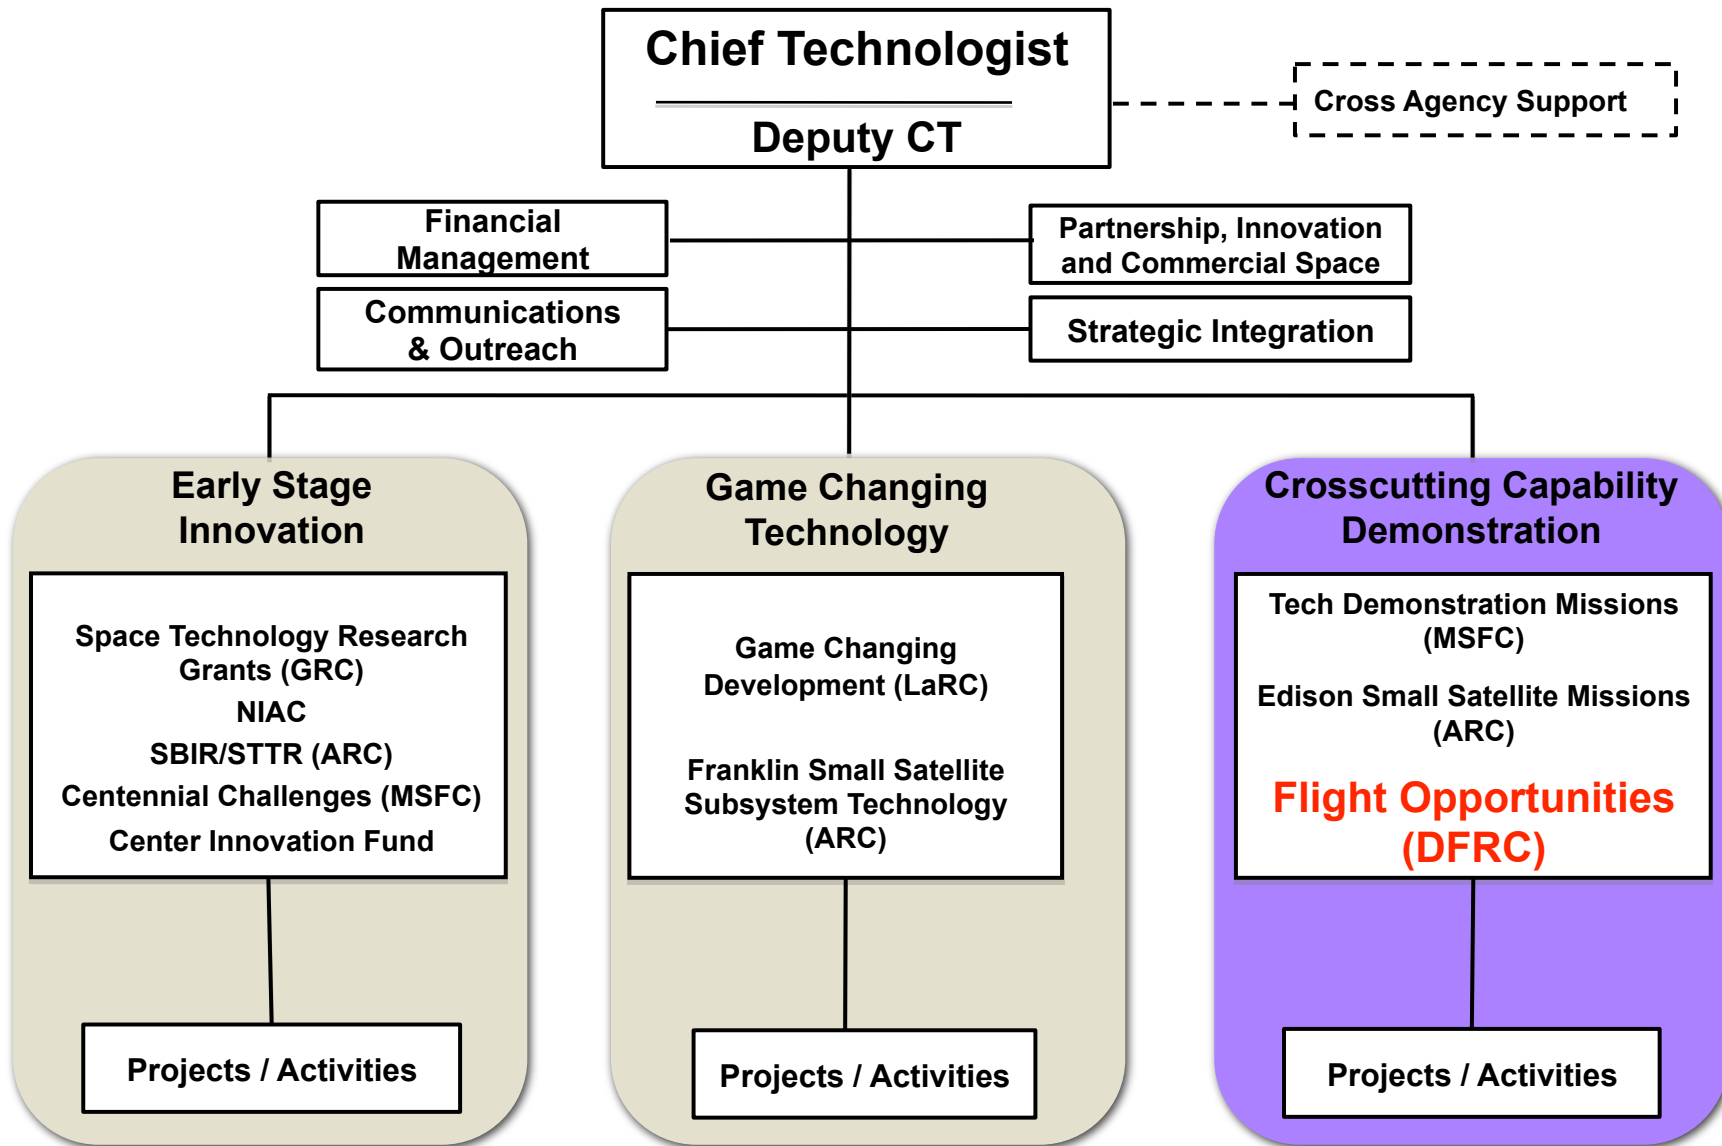 Chief Technologist
Deputy CT
Cross Agency Support
Financial
Management
Partnership, Innovation
and Commercial Space
Communications
& Outreach
Strategic Integration
Early Stage
Innovation
Space Technology Research
Grants (GRC)
NIAC
SBIR/STTR (ARC)
Centennial Challenges (MSFC)
Center Innovation Fund
Projects / Activities
Game Changing
Technology
Game Changing
Development (LaRC)
Franklin Small Satellite
Subsystem Technology
(ARC)
Projects / Activities
Crosscutting Capability
Demonstration
Tech Demonstration Missions
(MSFC)
Edison Small Satellite Missions
(ARC)
Flight Opportunities
(DFRC)
Projects / Activities